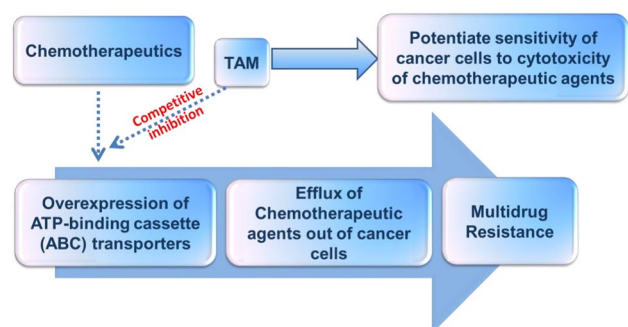 Chemotherapeutics
TAM
Potentiate sensitivity of
cancer cells to cytotoxicity
of chemotherapeutic agents
Competitive
inhibition
Overexpression of
ATP-binding cassette
(ABC) transporters
Efflux of
Chemotherapeutic
agents out of cancer
cells
Multidrug
Resistance